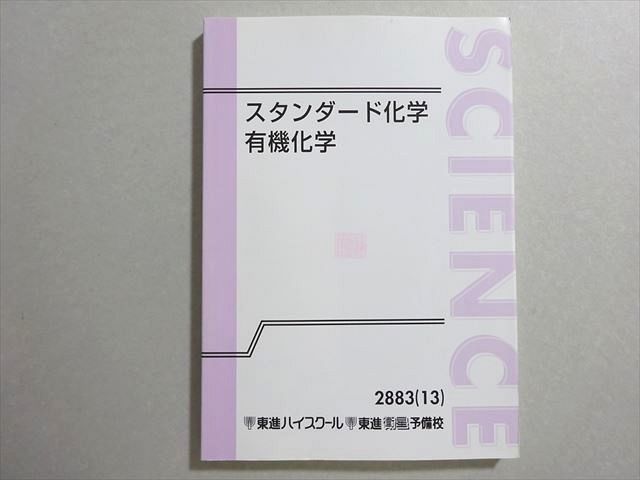 スタンダード化学
有機化学
SCIENCE
2883(13)
東進ハイスクール 東進衛星予備校